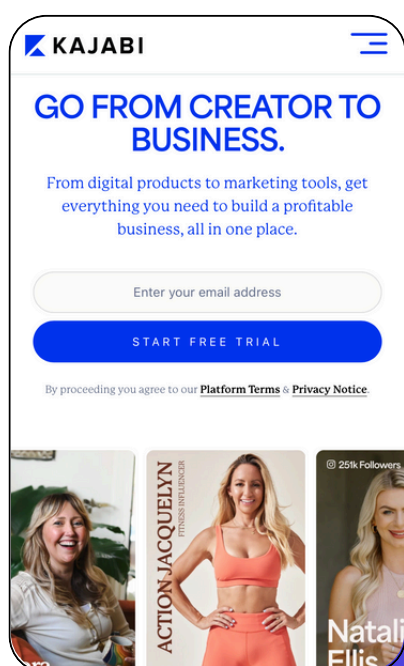 KAJABI
GO FROM CREATOR TO
BUSINESS.
From digital products to marketing tools, get
everything you need to build a profitable
business, all in one place.
Enter your email address
START FREE TRIAL
By proceeding you agree to our Platform Terms & Privacy Notice.
ACTION JACQUELYN
FITNESS INFLUENCER
251k Followers
Natali
Ellis